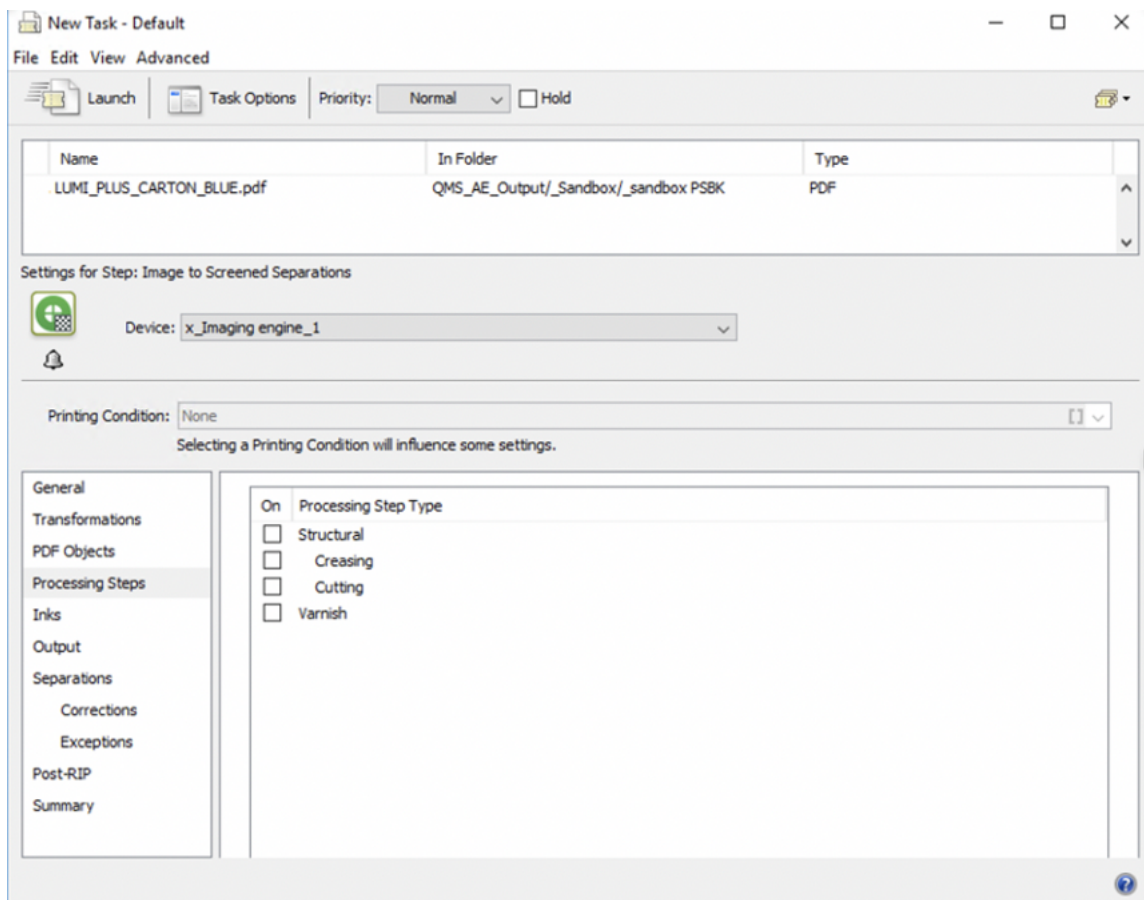 New Task - Default
File Edit View Advanced
Launch Task Options Priority: Normal Hold
Name In Folder Type
LUMI_PLUS_CARTON_BLUE.pdf QMS_AE_Output/_Sandbox/_sandbox PSBK PDF
Settings for Step: Image to Screened Separations
Device: x_Imaging engine_1
Printing Condition: None []
Selecting a Printing Condition will influence some settings.
General
Transformations
PDF Objects
Processing Steps
Inks
Output
Separations
Corrections
Exceptions
Post-RIP
Summary
On Processing Step Type
Structural
Creasing
Cutting
Varnish
?